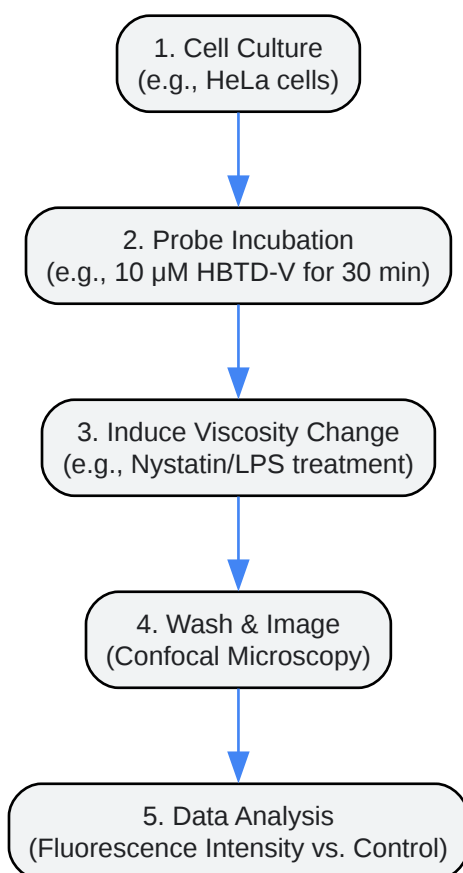 1. Cell Culture
(e.g., HeLa cells)
2. Probe Incubation
(e.g., 10 μM HBTD-V for 30 min)
3. Induce Viscosity Change
(e.g., Nystatin/LPS treatment)
4. Wash & Image
(Confocal Microscopy)
5. Data Analysis
(Fluorescence Intensity vs. Control)